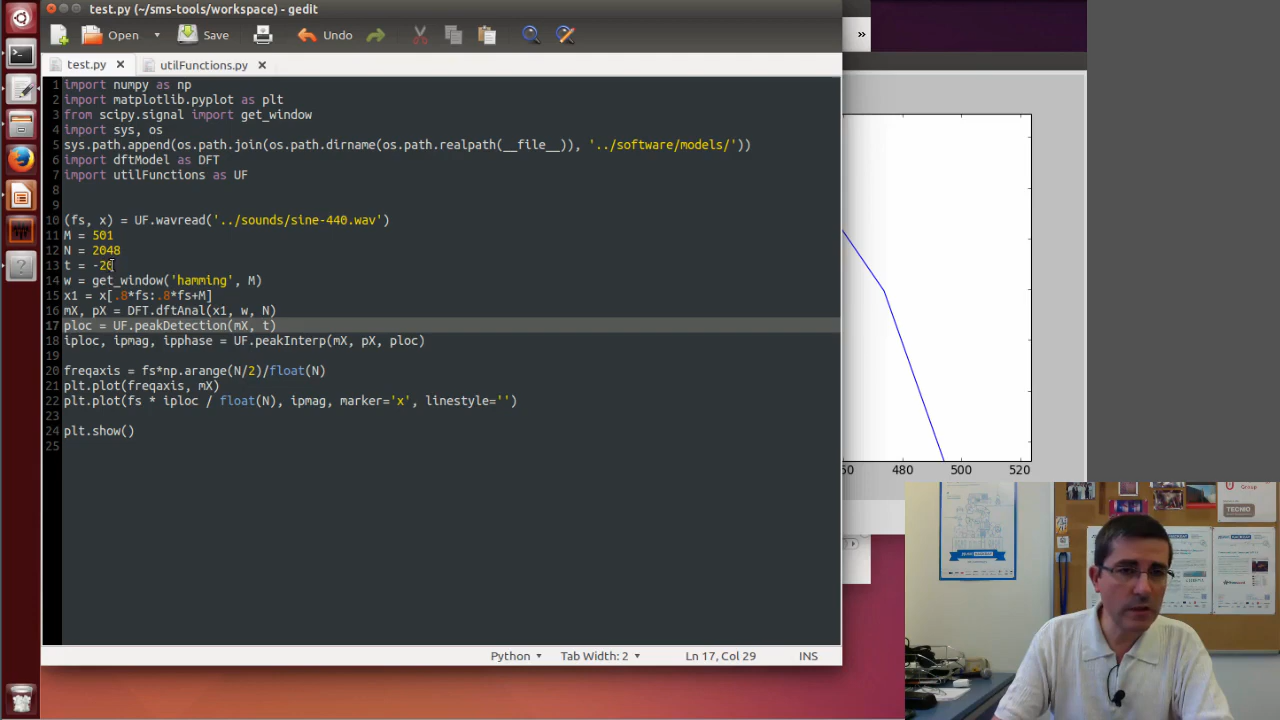 test.py (~/sms-tools/workspace) - gedit
Open Save Undo
»
test.py utilFunctions.py
1 import numpy as np
2 import matplotlib.pyplot as plt
3 from scipy.signal import get_window
4 import sys, os
5 sys.path.append(os.path.join(os.path.dirname(os.path.realpath(__file__)), '../software/models/'))
6 import dftModel as DFT
7 import utilFunctions as UF
8
9
10 (fs, x) = UF.wavread('../sounds/sine-440.wav')
11 M = 501
12 N = 2048
13 t = -20
14 w = get_window('hamming', M)
15 x1 = x[.8*fs:.8*fs+M]
16 mX, pX = DFT.dftAnal(x1, w, N)
17 ploc = UF.peakDetection(mX, t)
18 iploc, ipmag, ipphase = UF.peakInterp(mX, pX, ploc)
19
20 freqaxis = fs*np.arange(N/2)/float(N)
21 plt.plot(freqaxis, mX)
22 plt.plot(fs * iploc / float(N), ipmag, marker='x', linestyle='')
23
24 plt.show()
25
60 480 500 520
Python Tab Width: 2 Ln 17, Col 29 INS
Group
TECNIO